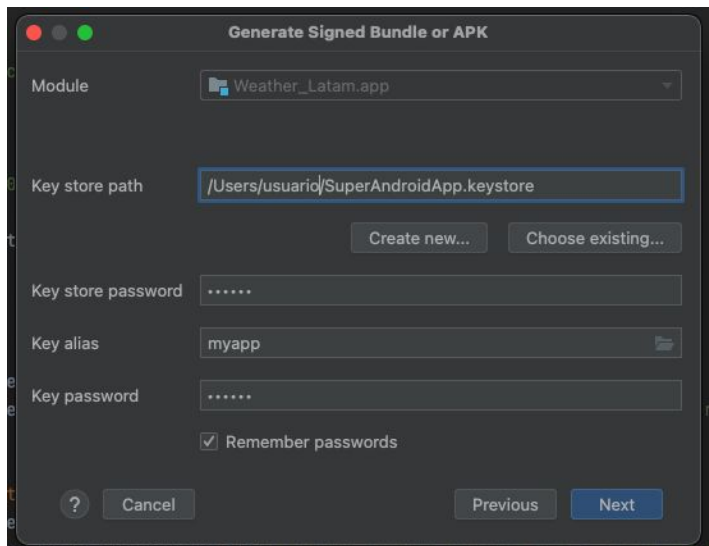 Generate Signed Bundle or APK
Module
Weather_Latam.app
Key store path
/Users/usuario/SuperAndroidApp.keystore
Create new...
Choose existing...
Key store password
••••••
Key alias
myapp
Key password
••••••
Remember passwords
?
Cancel
Previous
Next